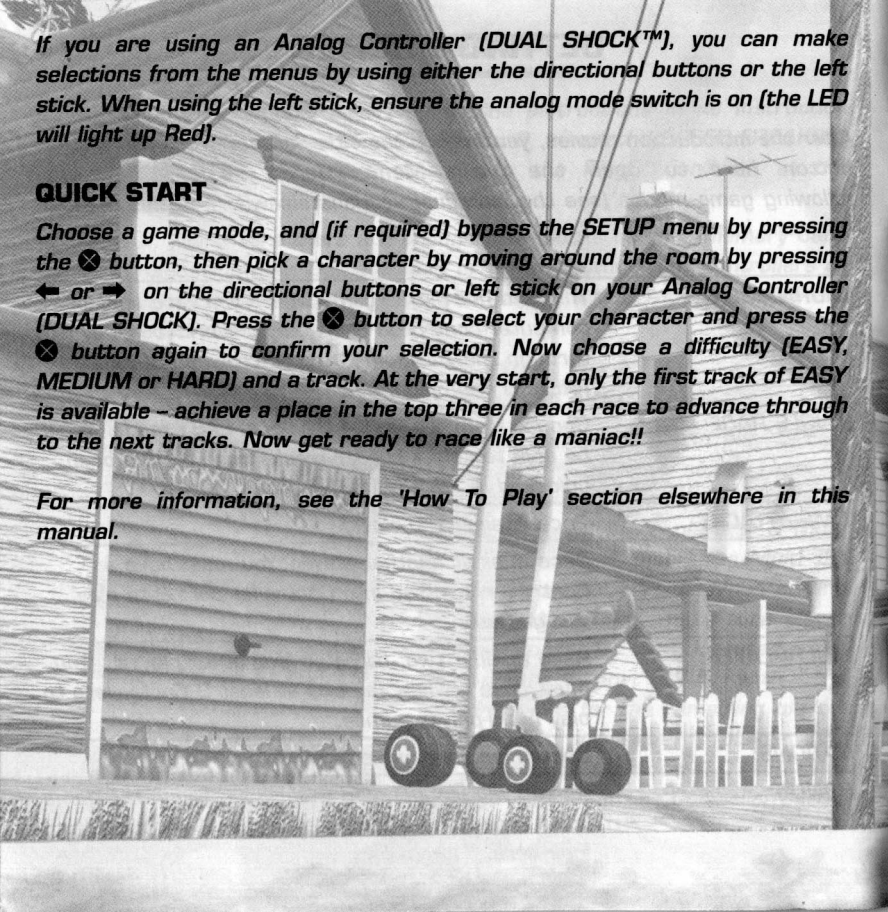 If you are using an Analog Controller (DUAL SHOCK™), you can make
selections from the menus by using either the directional buttons or the left
stick. When using the left stick, ensure the analog mode switch is on (the LED
will light up Red).
QUICK START
Choose a game mode, and (if required) bypass the SETUP menu by pressing
the ⊗ button, then pick a character by moving around the room by pressing
← or → on the directional buttons or left stick on your Analog Controller
(DUAL SHOCK). Press the ⊗ button to select your character and press the
⊗ button again to confirm your selection. Now choose a difficulty (EASY,
MEDIUM or HARD) and a track. At the very start, only the first track of EASY
is available – achieve a place in the top three in each race to advance through
to the next tracks. Now get ready to race like a maniac!!
For more information, see the 'How To Play' section elsewhere in this
manual.